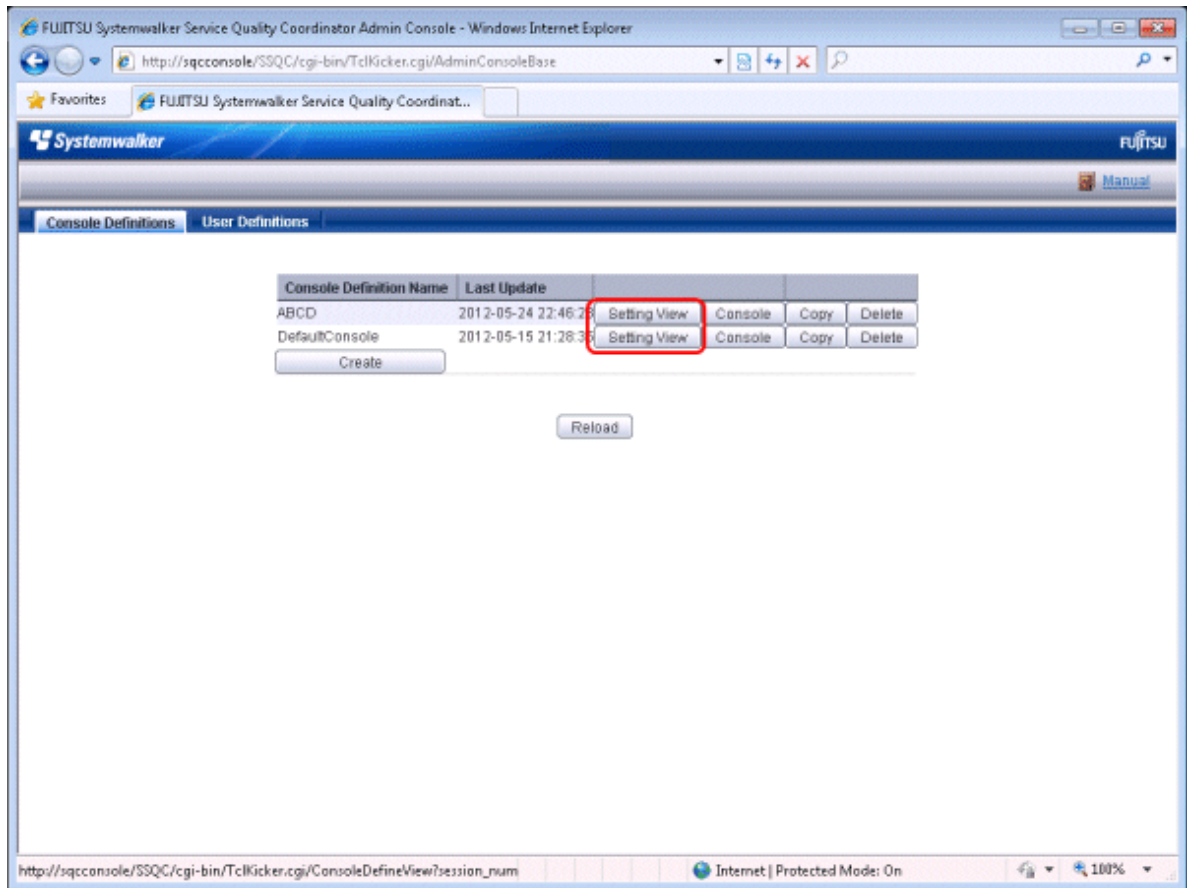 FUJITSU Systemwalker Service Quality Coordinator Admin Console - Windows Internet Explorer
http://sqcconsole/SSQC/cgi-bin/TclKicker.cgi/AdminConsoleBase
Favorites FUJITSU Systemwalker Service Quality Coordinat...
Systemwalker FUJITSU
Manual
Console Definitions User Definitions
Console Definition Name Last Update
ABCD 2012-05-24 22:46:2 Setting View Console Copy Delete
DefaultConsole 2012-05-15 21:28:3 Setting View Console Copy Delete
Create
Reload
http://sqcconsole/SSQC/cgi-bin/TclKicker.cgi/ConsoleDefineView?session_num Internet | Protected Mode: On 100%